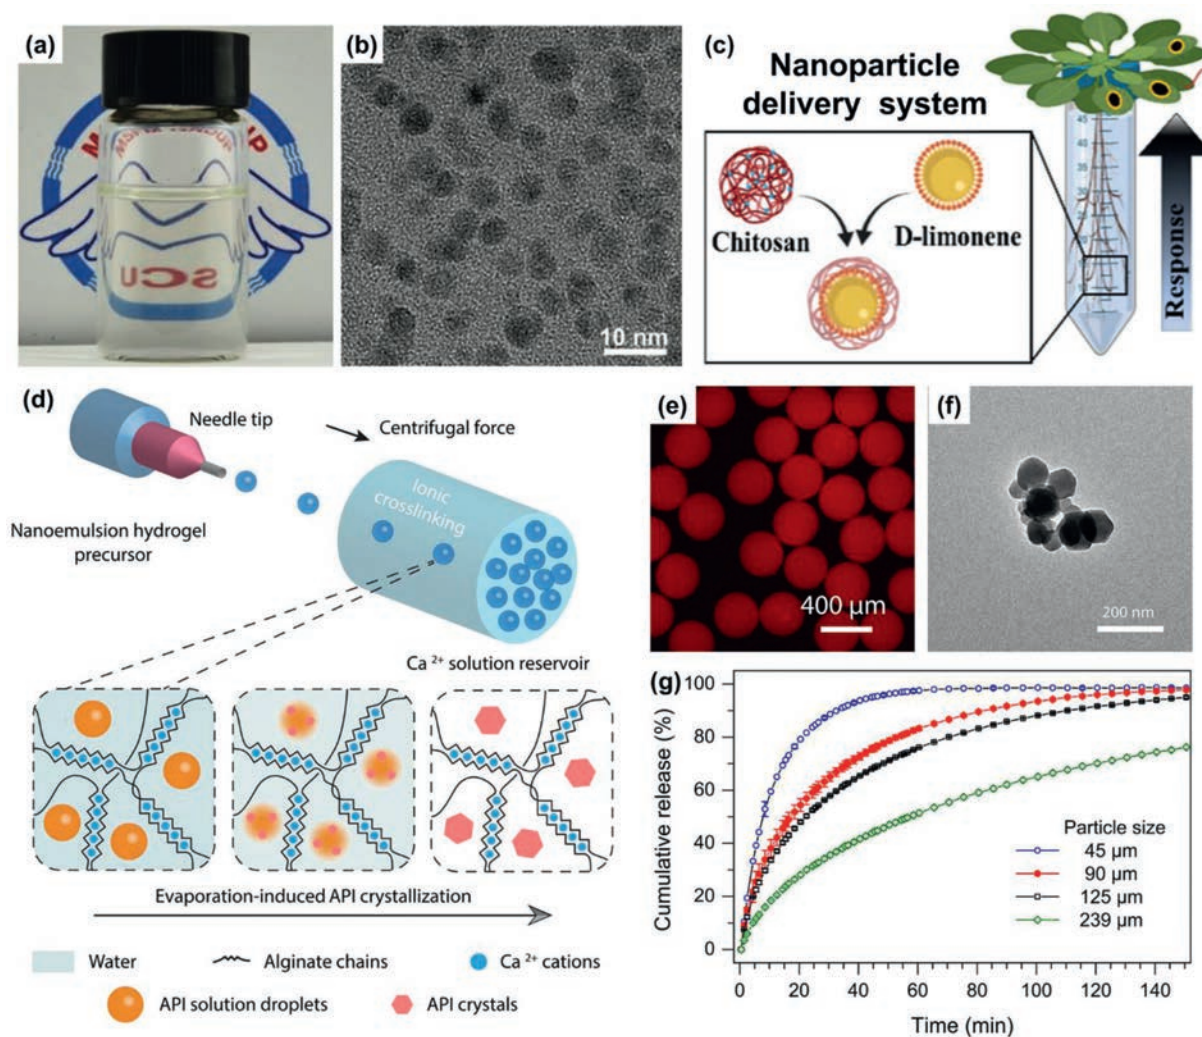 (a)
SCU
(b)
10 nm
(c)
Nanoparticle
delivery system
Chitosan
D-limonene
Response
(d)
Needle tip
Centrifugal force
Ionic
crosslinking
Nanoemulsion hydrogel
precursor
Ca 2+ solution reservoir
Evaporation-induced API crystallization
Water
Alginate chains
Ca 2+ cations
API solution droplets
API crystals
(e)
400 µm
(f)
200 nm
(g)
Cumulative release (%)
100
80
60
40
20
0
Particle size
45 µm
90 µm
125 µm
239 µm
0 20 40 60 80 100 120 140
Time (min)